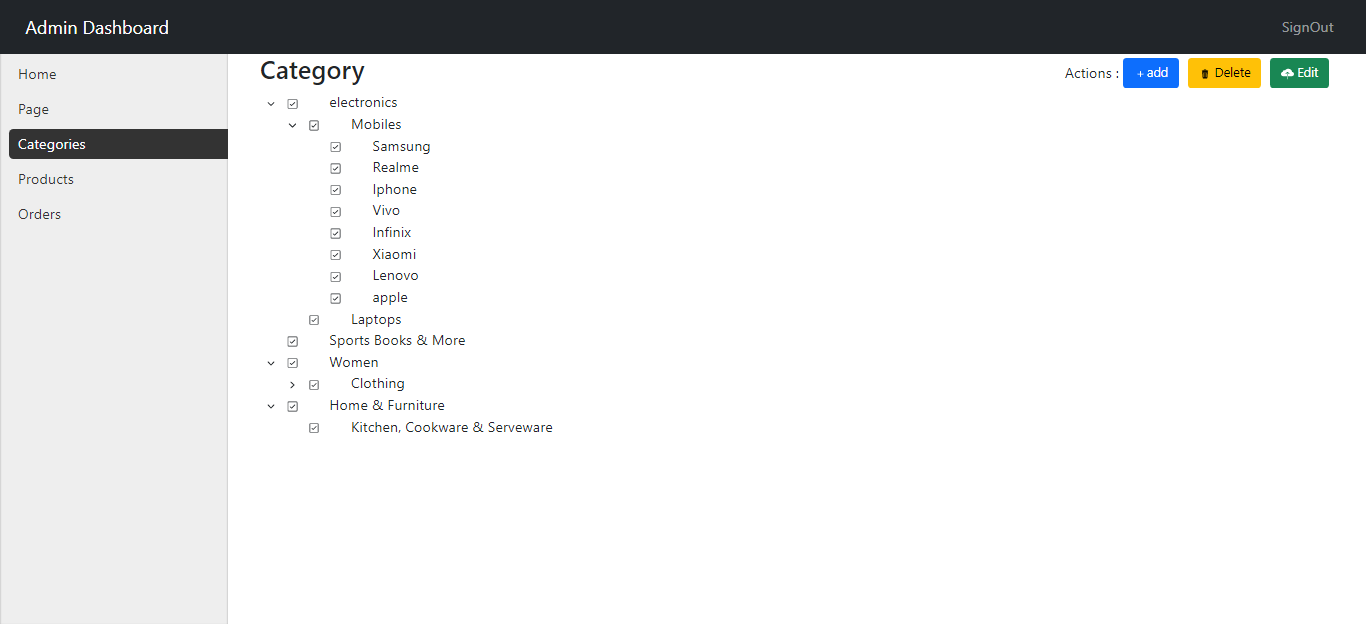 Admin Dashboard
SignOut
Home
Page
Categories
Products
Orders
Category
Actions : + add Delete Edit
electronics
Mobiles
Samsung
Realme
Iphone
Vivo
Infinix
Xiaomi
Lenovo
apple
Laptops
Sports Books & More
Women
Clothing
Home & Furniture
Kitchen, Cookware & Serveware